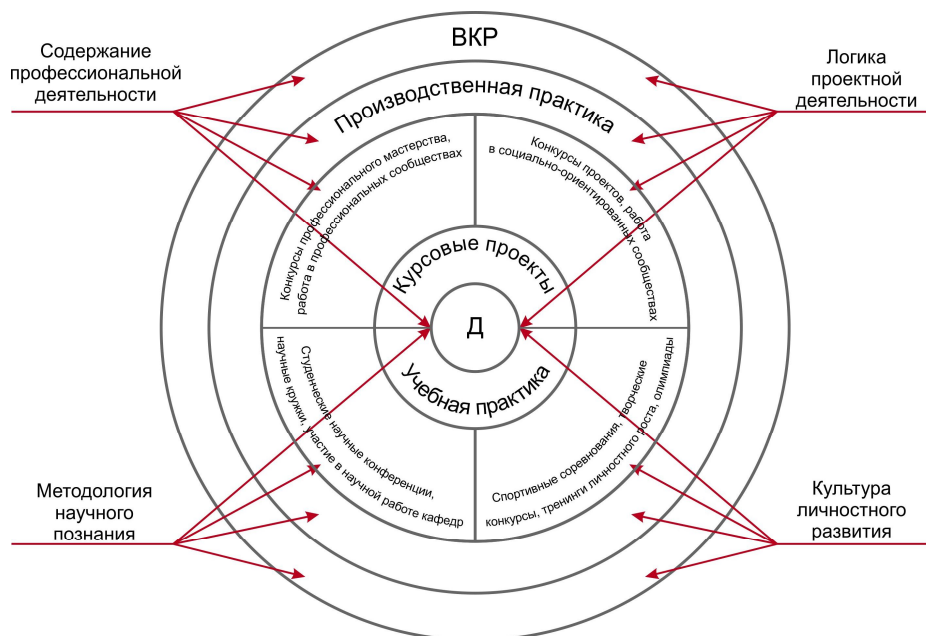 ВКР
Содержание
профессиональной
деятельности
Логика
проектной
деятельности
Производственная практика
Конкурсы профессионального мастерства,
работа в профессиональных сообществах
Конкурсы проектов, работа
в социально-ориентированных сообществах
Курсовые проекты
Д
Учебная практика
Студенческие научные конференции,
научные кружки, участие в научной работе кафедр
Спортивные соревнования, творческие
конкурсы, тренинги личностного роста, олимпиады
Методология
научного
познания
Культура
личностного
развития